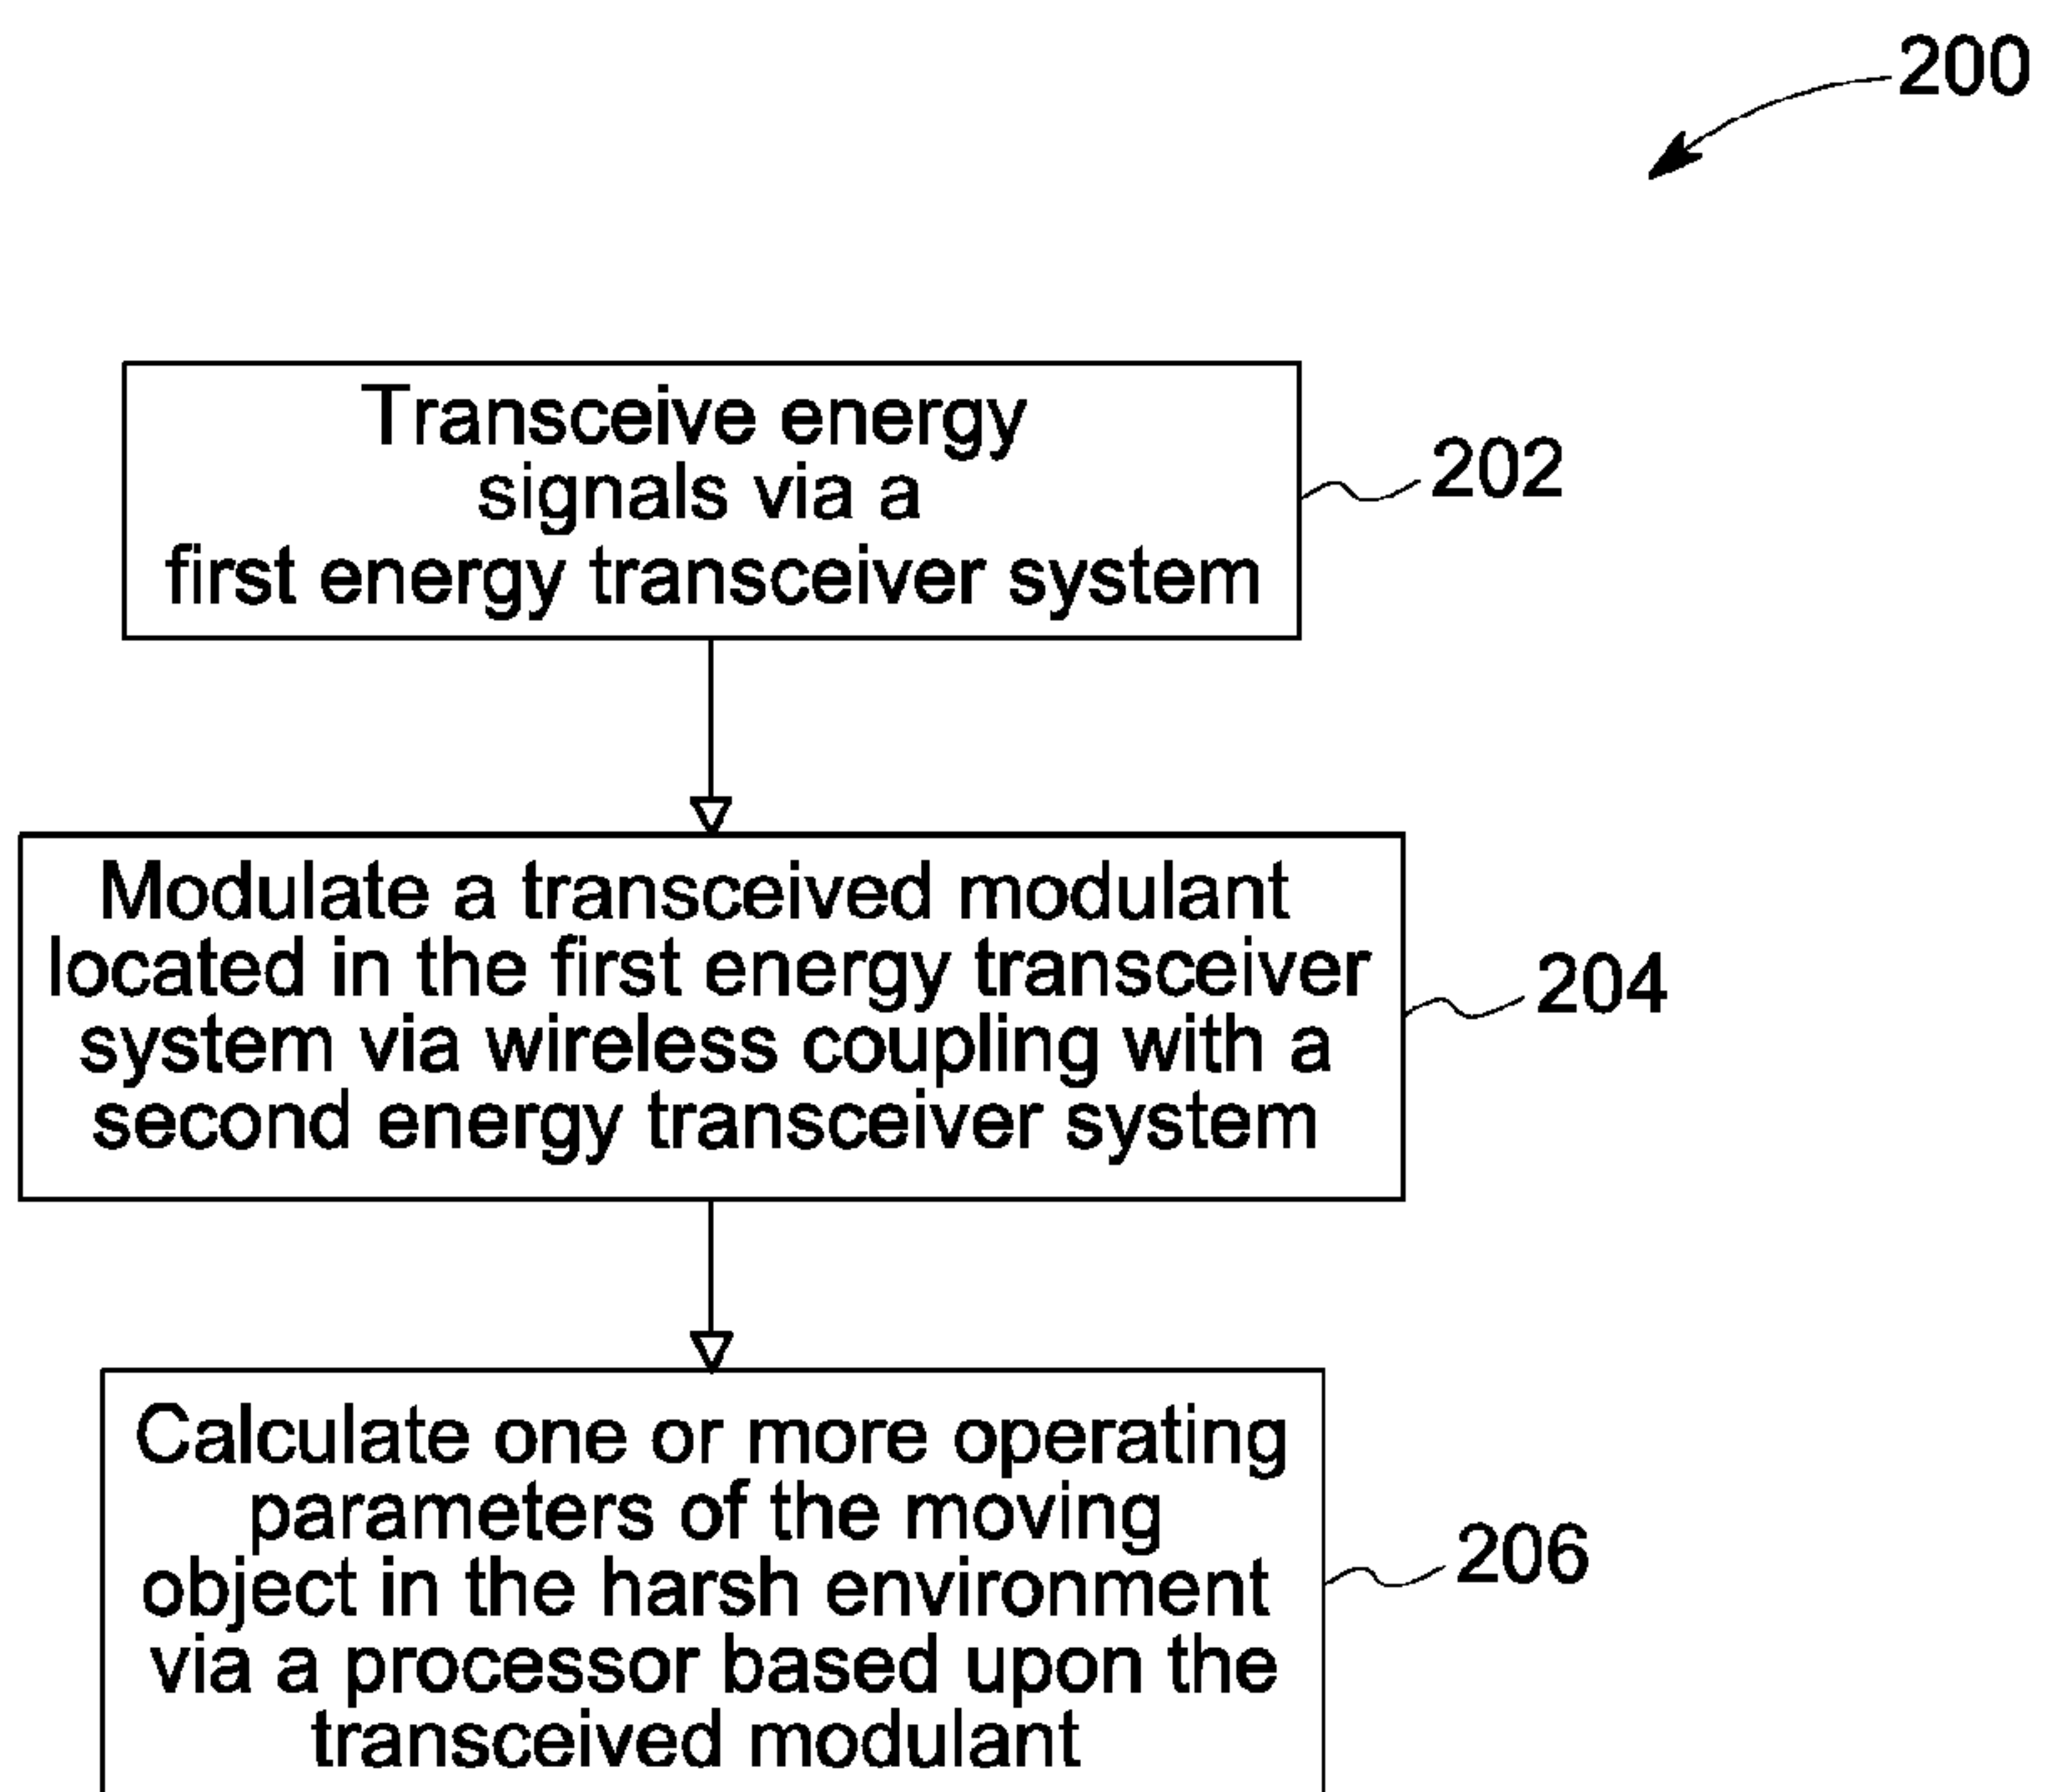 200
Transceive energy
signals via a
first energy transceiver system
202
Modulate a transceived modulant
located in the first energy transceiver
system via wireless coupling with a
second energy transceiver system
204
Calculate one or more operating
parameters of the moving
object in the harsh environment
via a processor based upon the
transceived modulant
206